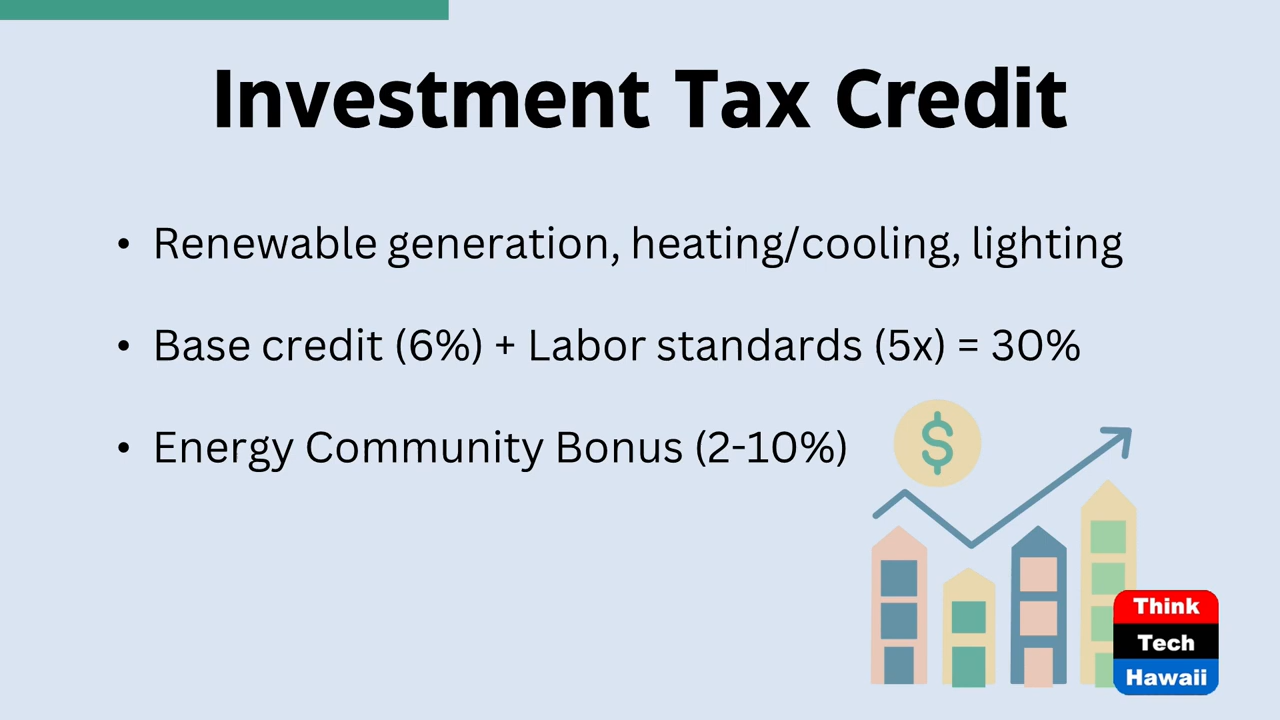 Investment Tax Credit
• Renewable generation, heating/cooling, lighting
• Base credit (6%) + Labor standards (5x) = 30%
• Energy Community Bonus (2-10%)
$
Think
Tech
Hawaii